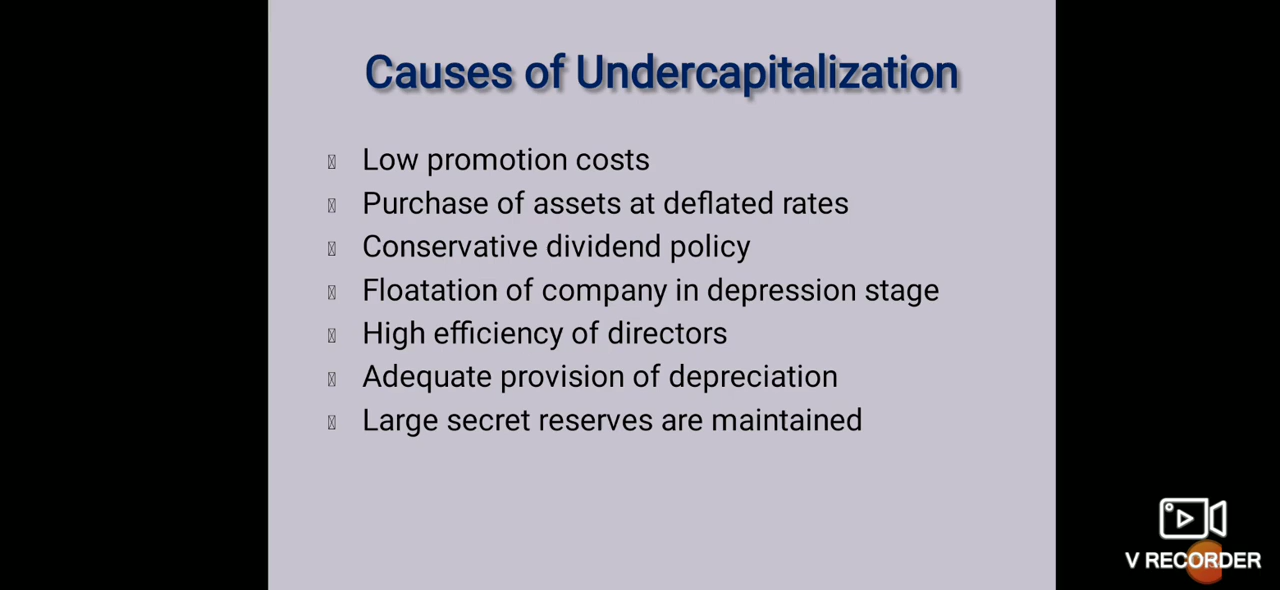 Causes of Undercapitalization
Low promotion costs
Purchase of assets at deflated rates
Conservative dividend policy
Floatation of company in depression stage
High efficiency of directors
Adequate provision of depreciation
Large secret reserves are maintained
V RECORDER